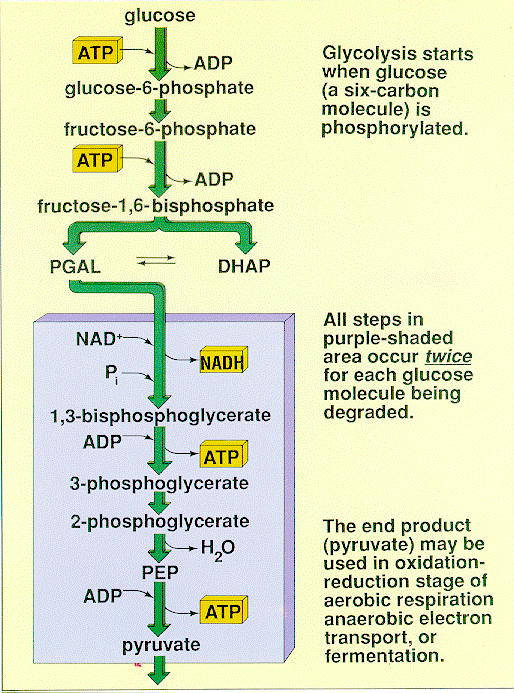 glucose
ATP
ADP
glucose-6-phosphate
fructose-6-phosphate
ATP
ADP
fructose-1,6-bisphosphate
PGAL
DHAP
NAD+
NADH
Pi
1,3-bisphosphoglycerate
ADP
ATP
3-phosphoglycerate
2-phosphoglycerate
H2O
PEP
ADP
ATP
pyruvate
Glycolysis starts
when glucose
(a six-carbon
molecule) is
phosphorylated.
All steps in
purple-shaded
area occur twice
for each glucose
molecule being
degraded.
The end product
(pyruvate) may be
used in oxidation-
reduction stage of
aerobic respiration
anaerobic electron
transport, or
fermentation.